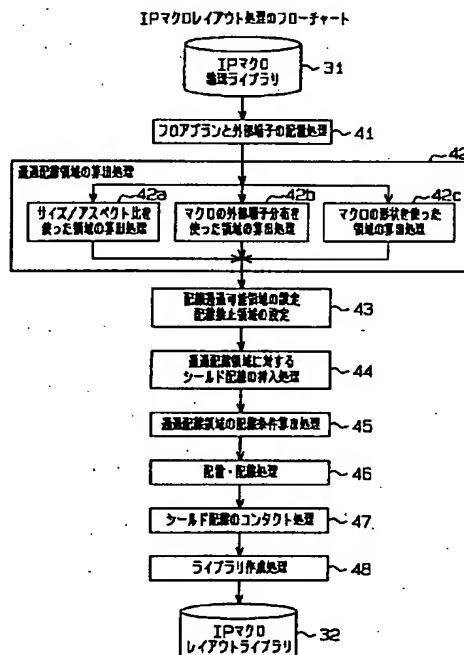 IPマクロレイアウト処理のフローチャート
IPマクロ
論理ライブラリ
31
フロアプランと外部端子の配置処理
41
42
通過配線領域の算出処理
42a
サイズ/アスペクト比を
使った領域の算出処理
42b
マクロの外部端子分布を
使った領域の算出処理
42c
マクロの形状を使った
領域の算出処理
配線通過可能領域の設定
配線禁止領域の設定
43
通過配線領域に対する
シールド配線の挿入処理
44
通過配線領域の配線条件算出処理
45
配置・配線処理
46
シールド配線のコンタクト処理
47
ライブラリ作成処理
48
IPマクロ
レイアウトライブラリ
32